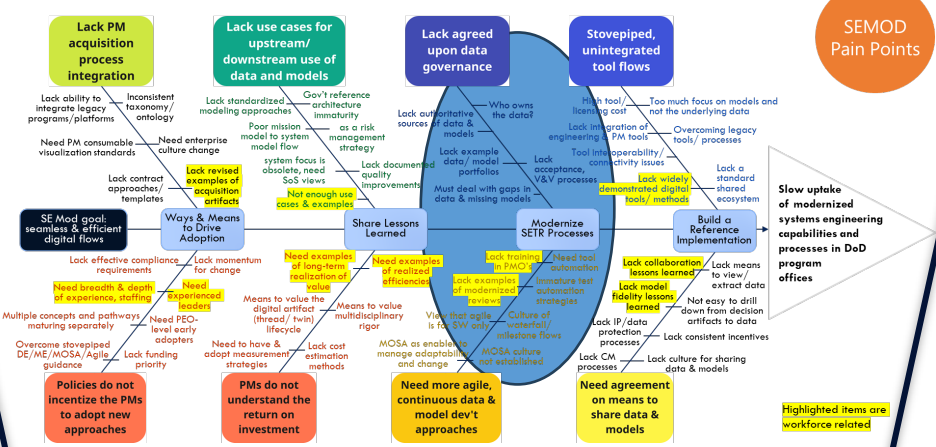 SEMOD
Pain Points
Lack PM
acquisition
process
integration
Lack use cases for
upstream/
downstream use of
data and models
Lack agreed
upon data
governance
Stovepiped,
unintegrated
tool flows
Lack ability to
integrate legacy
programs/platforms
Inconsistent
taxonomy/
ontology
Need PM consumable
visualization standards
Need enterprise
culture change
Lack contract
approaches/
templates
Lack revised
examples of
acquisition
artifacts
Lack standardized
modeling approaches
Gov't reference
architecture
immaturity
Poor mission
model to system
model flow
as a risk
management
strategy
system focus is
obsolete, need
SoS views
Lack documented
quality
improvements
Not enough use
cases & examples
Lack authoritative
sources of data &
models
Who owns
the data?
Lack example
data/ model
portfolios
Lack
acceptance,
V&V processes
Must deal with gaps in
data & missing models
High tool/
licensing cost
Too much focus on models and
not the underlying data
Lack integration of
engineering & PM tools
Overcoming legacy
tools/ processes
Tool interoperability/
connectivity issues
Lack widely
demonstrated digital
tools/ methods
Lack a
standard
shared
ecosystem
SE Mod goal:
seamless & efficient
digital flows
Ways & Means
to Drive
Adoption
Share Lessons
Learned
Modernize
SETR Processes
Build a
Reference
Implementation
Slow uptake
of modernized
systems engineering
capabilities and
processes in DoD
program
offices
Lack effective compliance
requirements
Lack momentum
for change
Need breadth & depth
of experience, staffing
Need
experienced
leaders
Multiple concepts and pathways
maturing separately
Need PEO-
level early
adopters
Overcome stovepiped
DE/ME/MOSA/Agile
guidance
Lack funding
priority
Need examples
of long-term
realization of
value
Need examples
of realized
efficiencies
Means to value the
digital artifact
(thread/ twin)
lifecycle
Means to value
multidisciplinary
rigor
Need to have &
adopt measurement
strategies
Lack cost
estimation
methods
Lack training
in PMO's
Need tool
automation
Lack examples
of modernized
reviews
Immature test
automation
strategies
View that agile
is for SW only
Culture of
waterfall/
milestone flows
MOSA as enabler to
manage adaptability
and change
MOSA culture
not established
Lack collaboration
lessons learned
Lack means
to view/
extract data
Lack model
fidelity lessons
learned
Not easy to drill
down from decision
artifacts to data
Lack IP/data
protection
processes
Lack consistent incentives
Lack CM
processes
Lack culture for sharing
data & models
Policies do not
incentize the PMs
to adopt new
approaches
PMs do not
understand the
return on
investment
Need more agile,
continuous data &
model dev't
approaches
Need agreement
on means to
share data &
models
Highlighted items are
workforce related